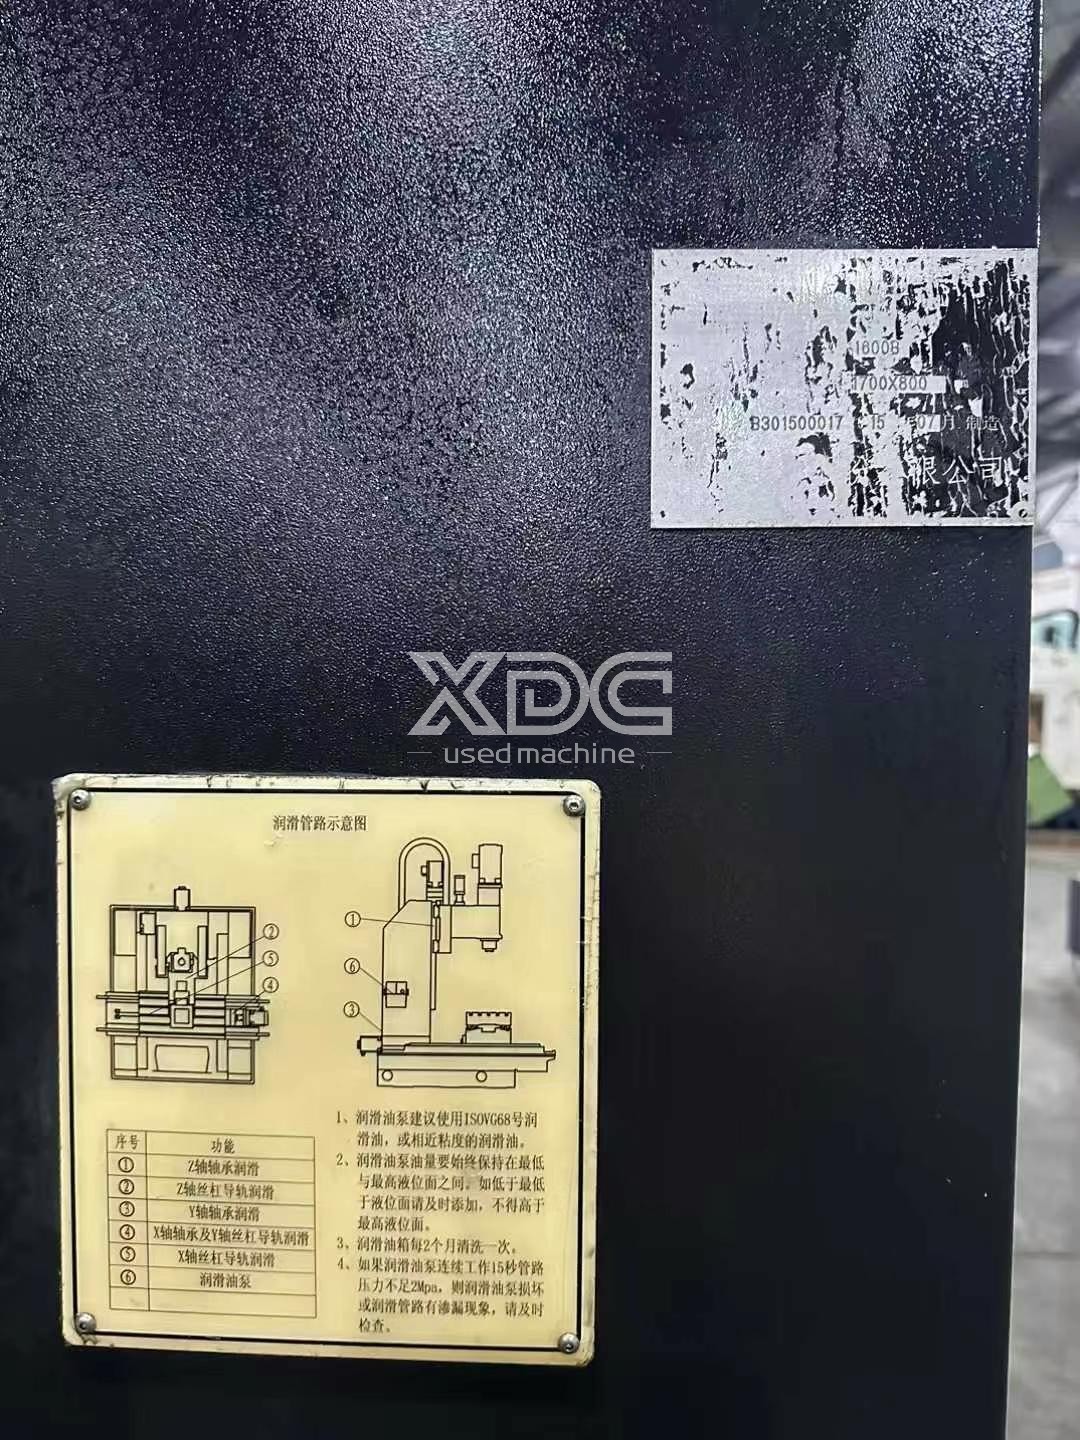 1600B
1700X800
B301500017 15 07月 制造
限公司
XDC
used machine
润滑管路示意图
②
⑤
④
①
⑥
③
序号 功能
① Z轴轴承润滑
② Z轴丝杠导轨润滑
③ Y轴轴承润滑
④ X轴轴承及Y轴丝杠导轨润滑
⑤ X轴丝杠导轨润滑
⑥ 润滑油泵
1、润滑油泵建议使用ISOVG68号润
滑油，或相近粘度的润滑油。
2、润滑油泵油量要始终保持在最低
与最高液位面之间。如低于最低
于液位面请及时添加，不得高于
最高液位面。
3、润滑油箱每2个月清洗一次。
4、如果润滑油泵连续工作15秒管路
压力不足2Mpa，则润滑油泵损坏
或润滑管路有渗漏现象，请及时
检查。